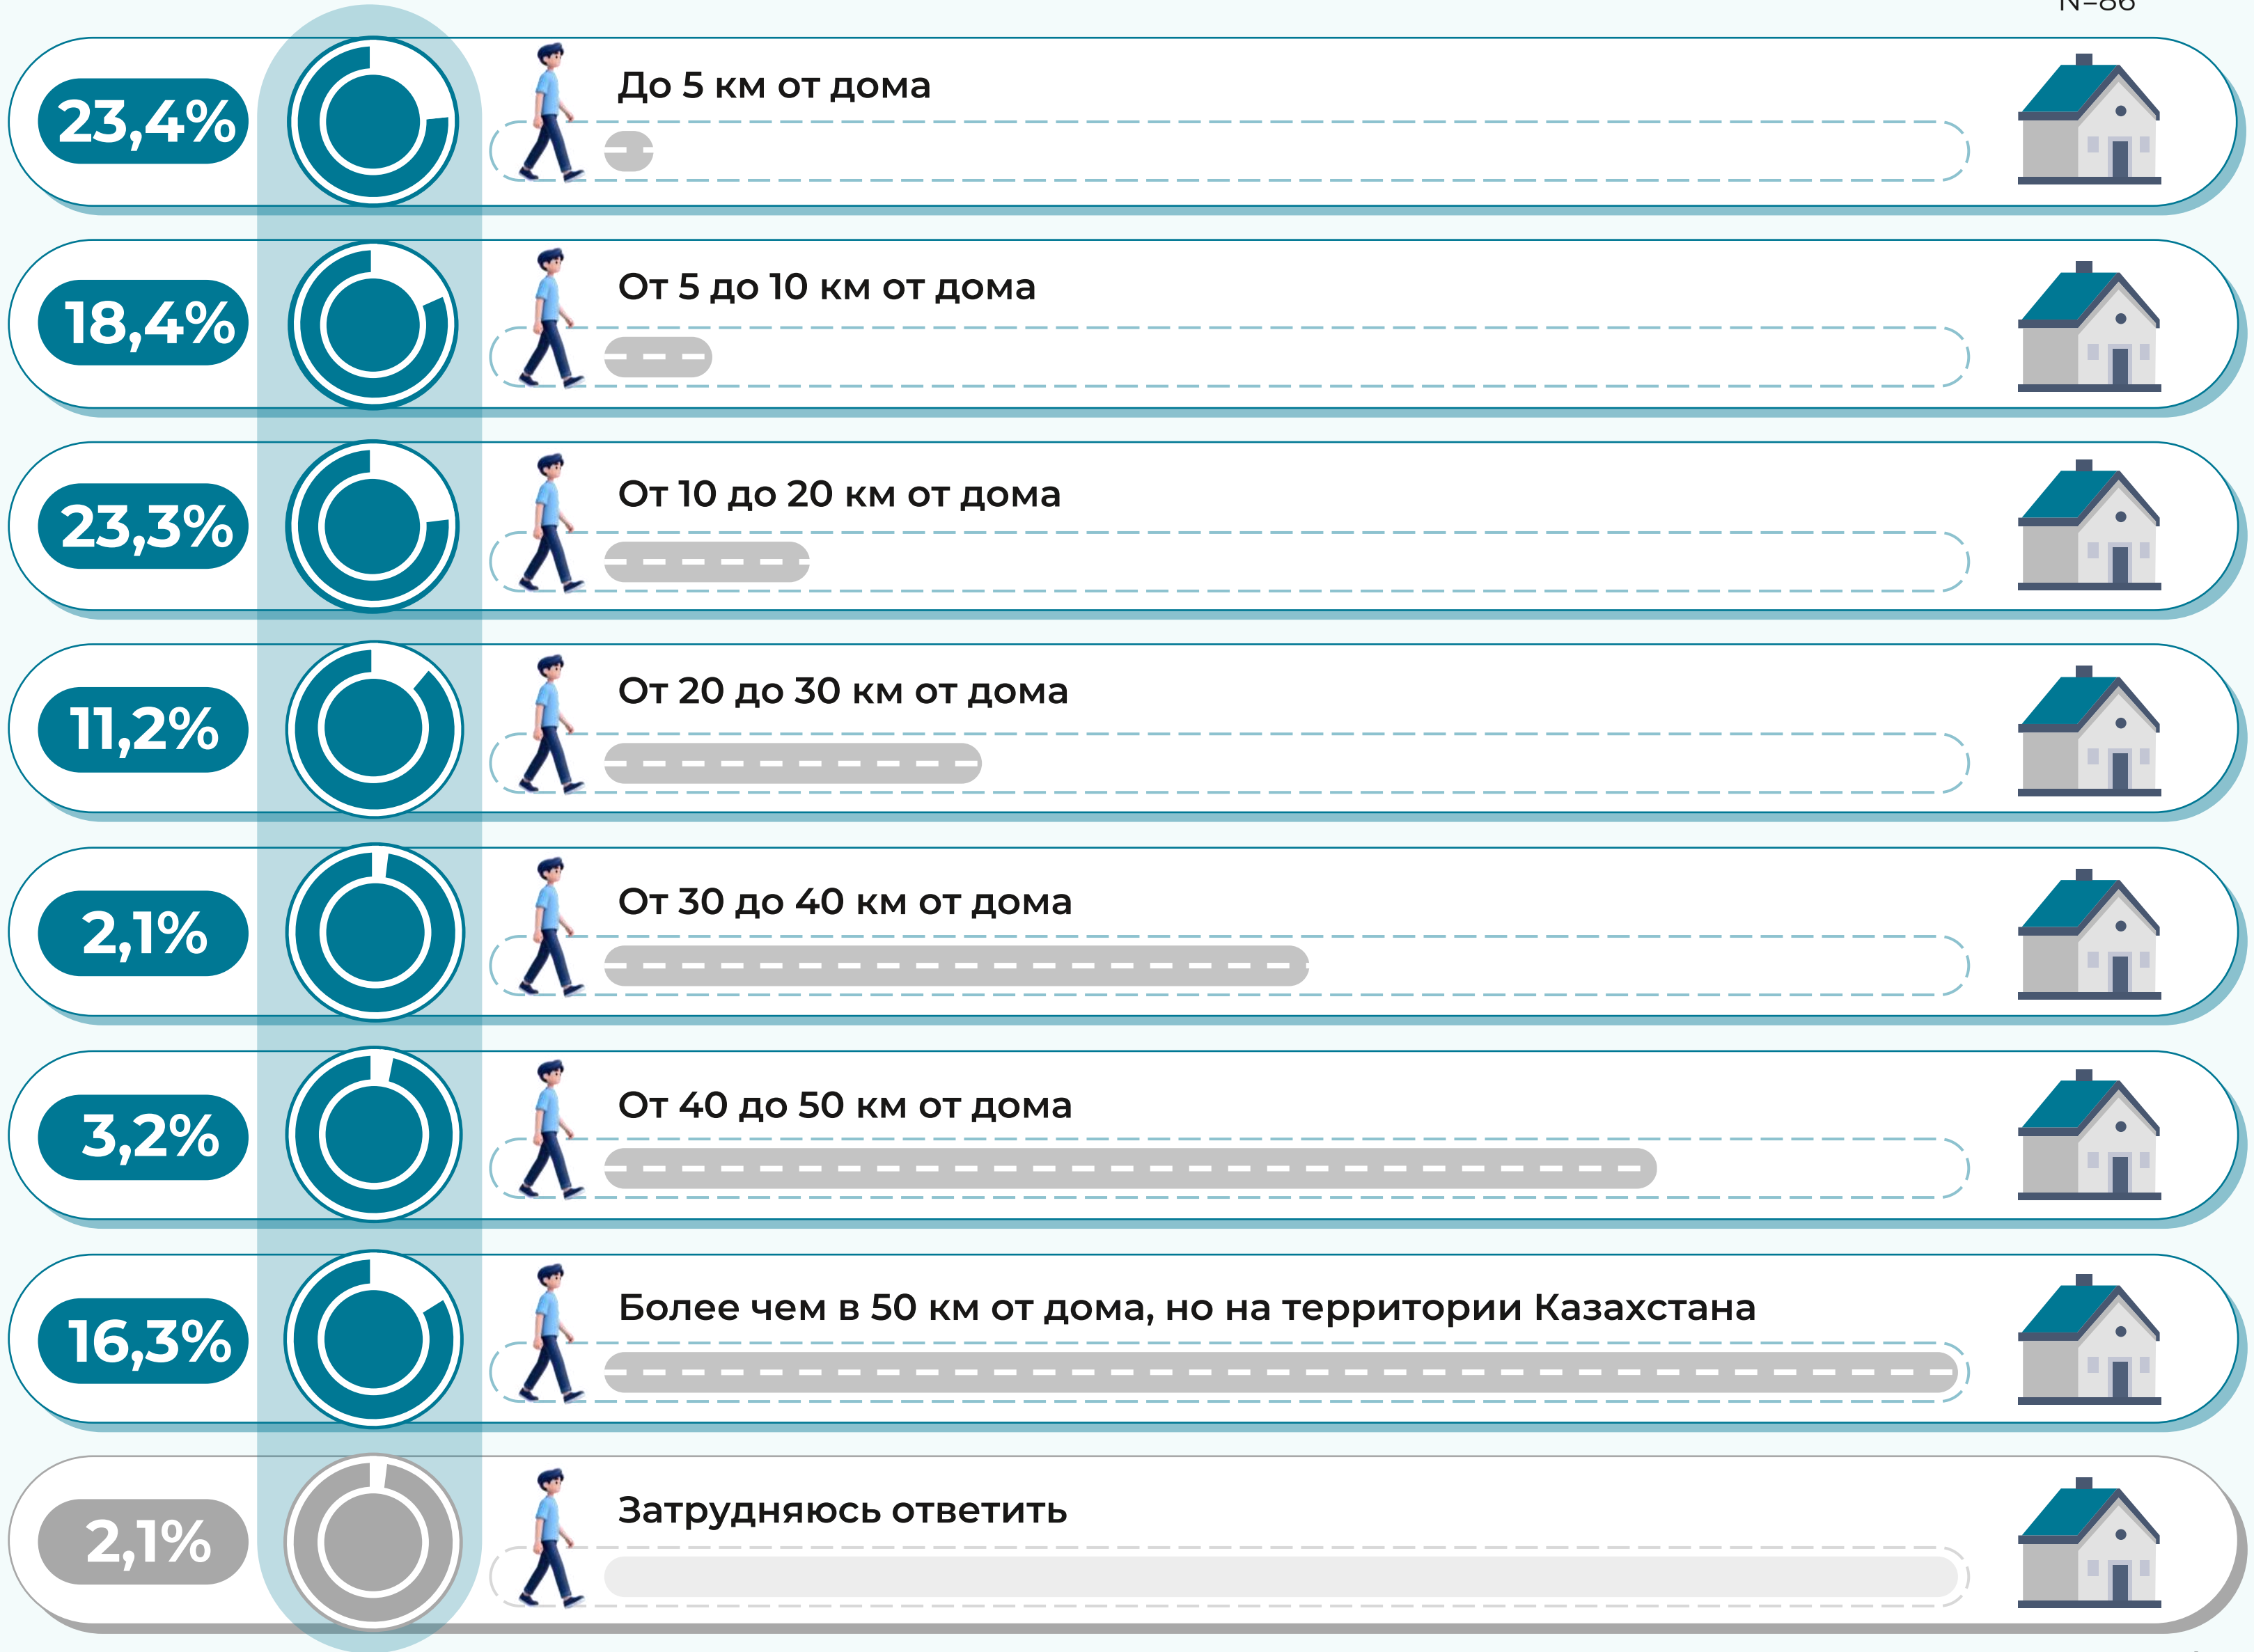 N=86
23,4%
До 5 км от дома
18,4%
От 5 до 10 км от дома
23,3%
От 10 до 20 км от дома
11,2%
От 20 до 30 км от дома
2,1%
От 30 до 40 км от дома
3,2%
От 40 до 50 км от дома
16,3%
Более чем в 50 км от дома, но на территории Казахстана
2,1%
Затрудняюсь ответить